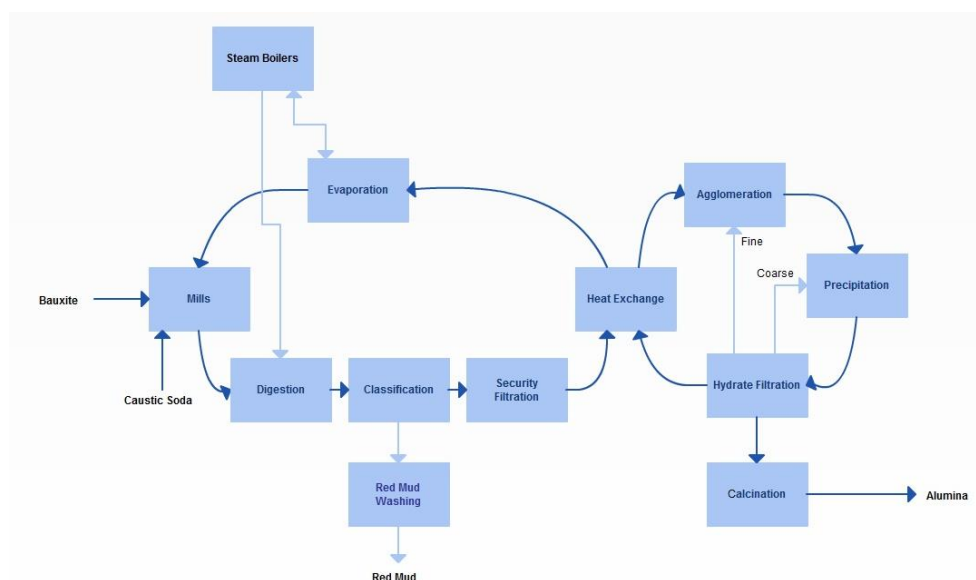 Steam Boilers
Evaporation
Agglomeration
Fine
Coarse
Precipitation
Mills
Heat Exchange
Bauxite
Caustic Soda
Digestion
Classification
Security
Filtration
Hydrate Filtration
Red Mud
Washing
Calcination
Alumina
Red Mud